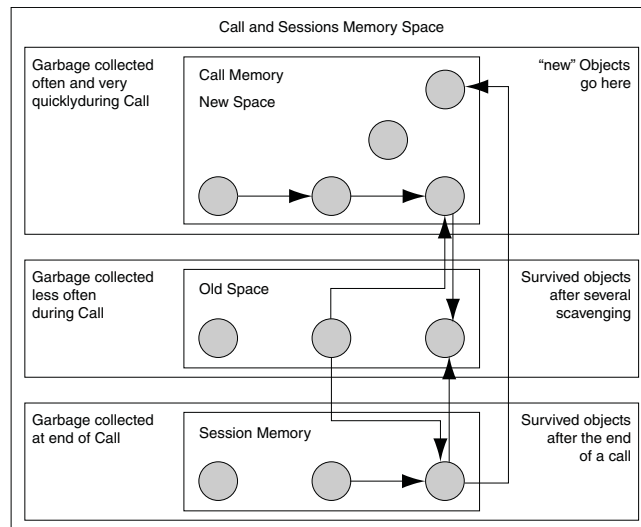 Call and Sessions Memory Space
Garbage collected
often and very
quicklyduring Call
Call Memory
New Space
“new” Objects
go here
Garbage collected
less often
during Call
Old Space
Survived objects
after several
scavenging
Garbage collected
at end of Call
Session Memory
Survived objects
after the end
of a call